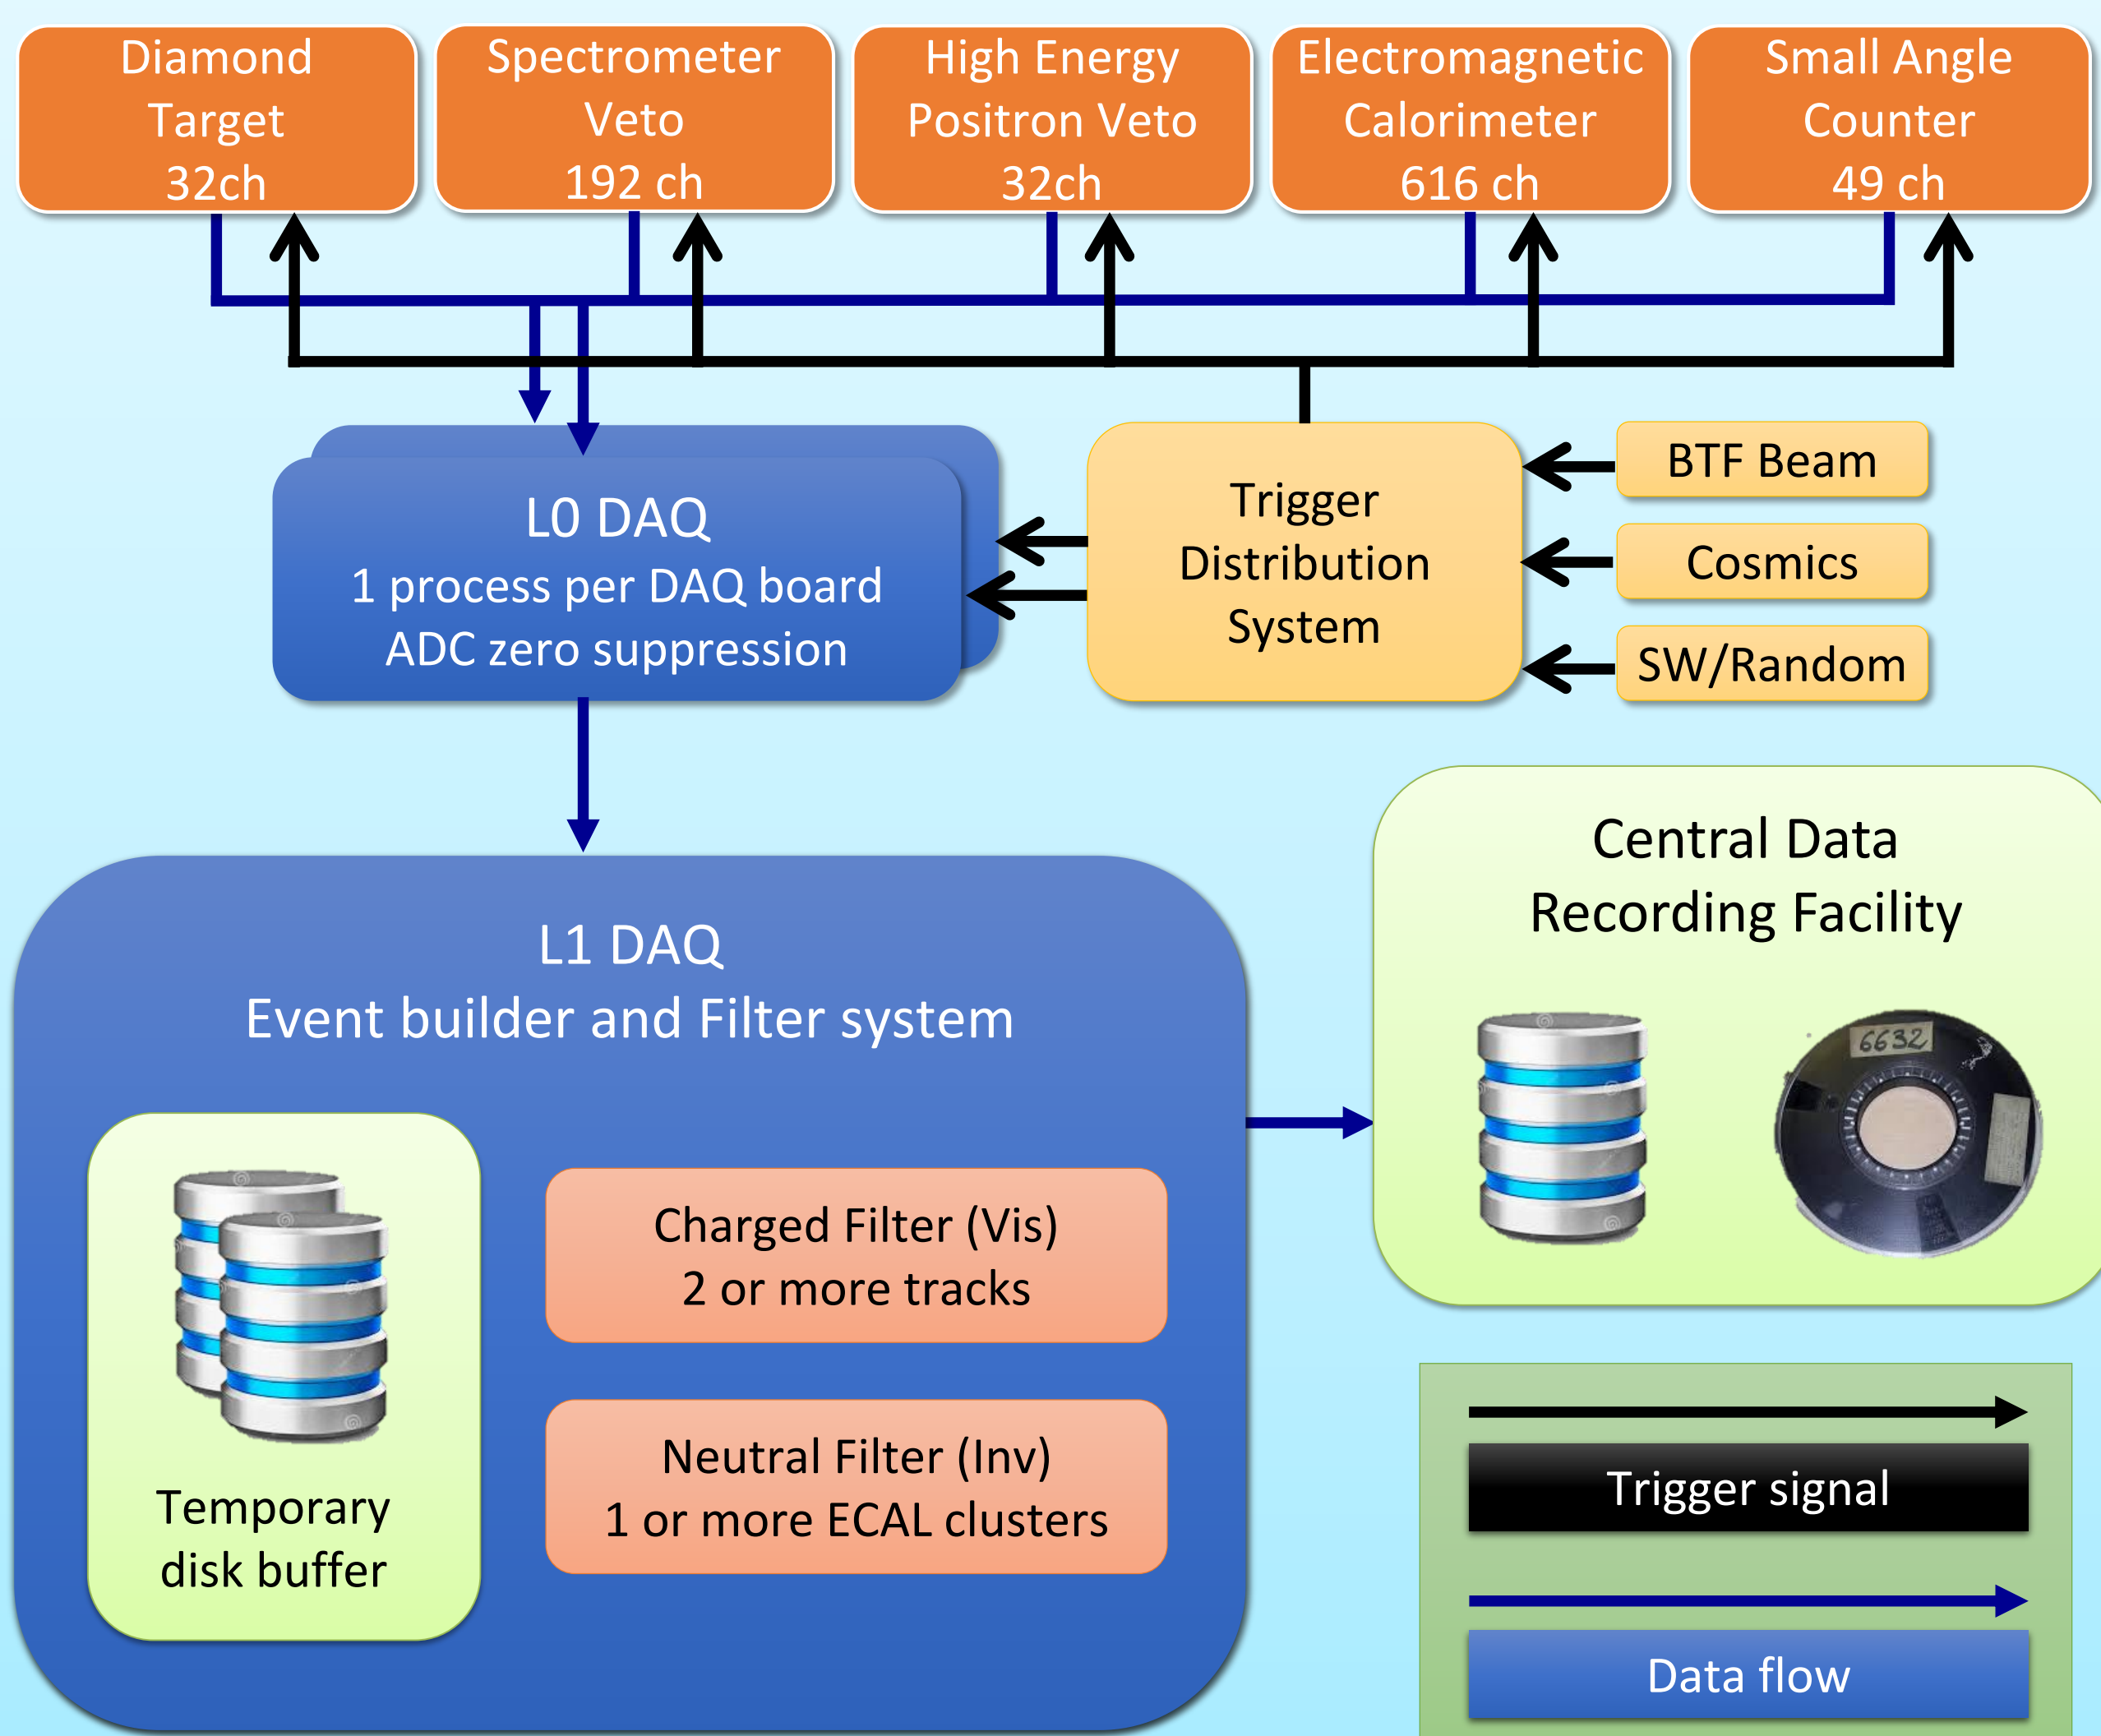 Diamond
Target
32ch
Spectrometer
Veto
192 ch
High Energy
Positron Veto
32ch
Electromagnetic
Calorimeter
616 ch
Small Angle
Counter
49 ch
L0 DAQ
1 process per DAQ board
ADC zero suppression
Trigger
Distribution
System
BTF Beam
Cosmics
SW/Random
L1 DAQ
Event builder and Filter system
Temporary
disk buffer
Charged Filter (Vis)
2 or more tracks
Neutral Filter (Inv)
1 or more ECAL clusters
Central Data
Recording Facility
6632
Trigger signal
Data flow